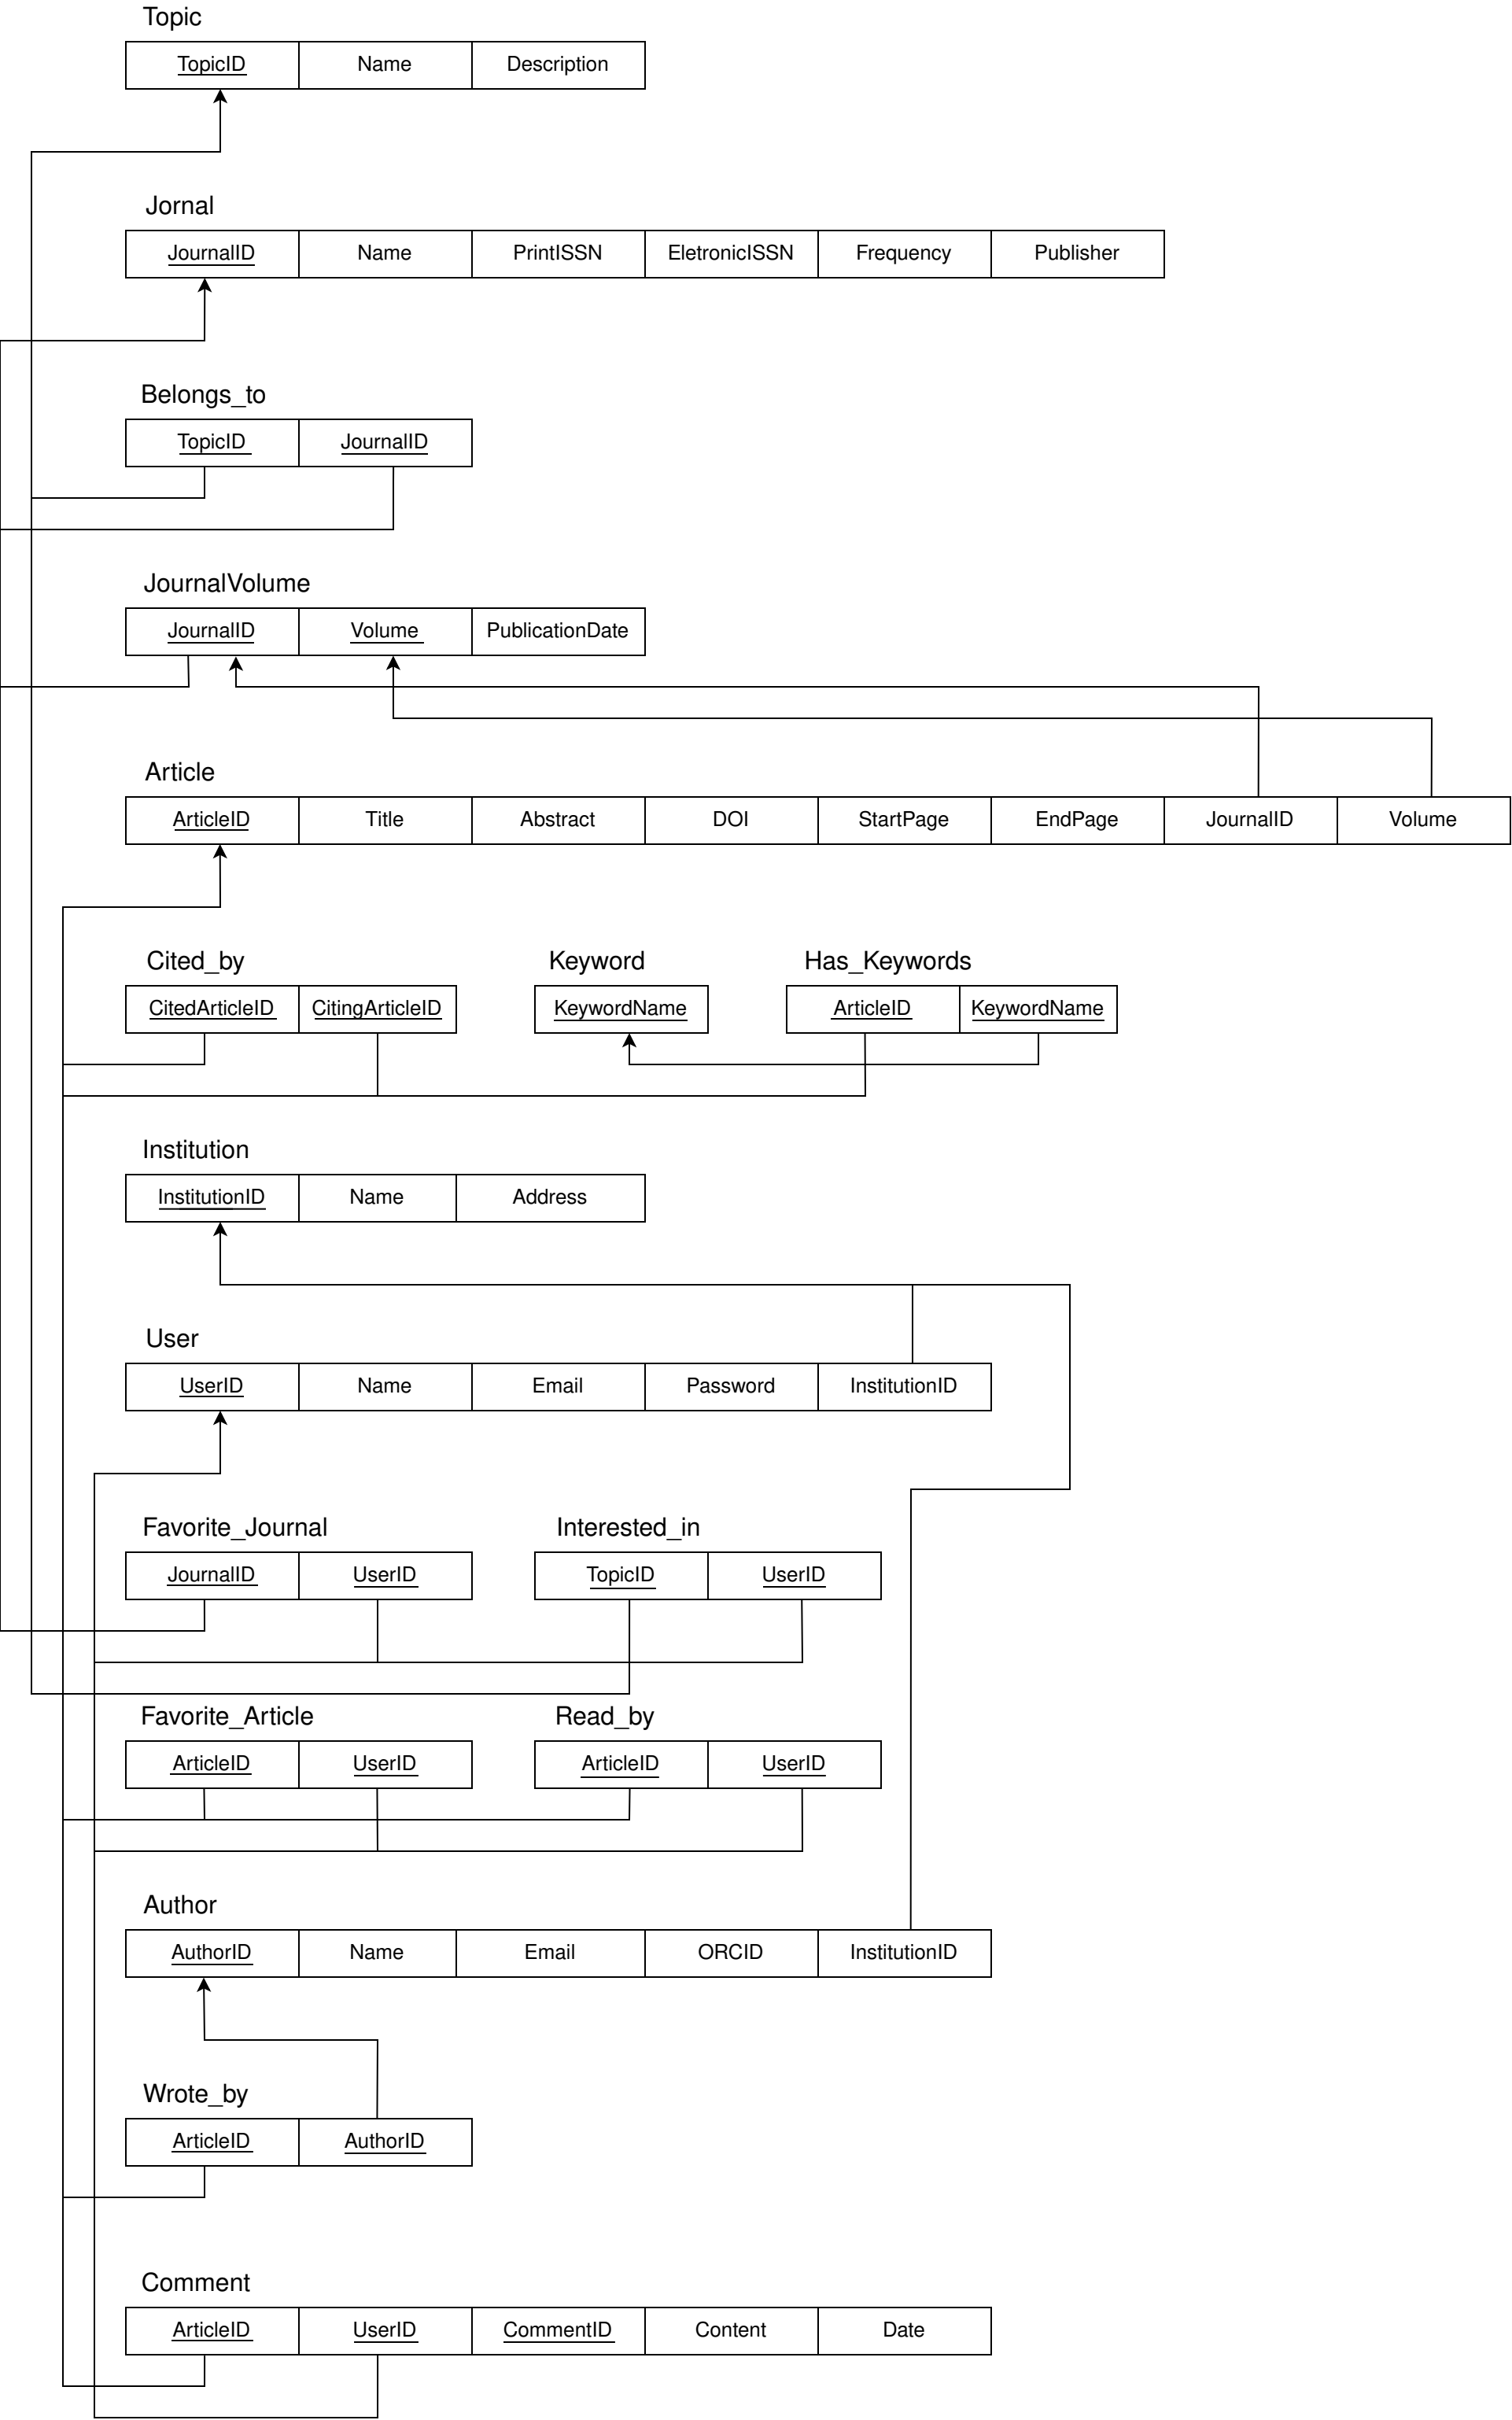 Topic
TopicID Name Description
Jornal
JournalID Name PrintISSN EletronicISSN Frequency Publisher
Belongs_to
TopicID JournalID
JournalVolume
JournalID Volume PublicationDate
Article
ArticleID Title Abstract DOI StartPage EndPage JournalID Volume
Cited_by Keyword Has_Keywords
CitedArticleID CitingArticleID KeywordName ArticleID KeywordName
Institution
InstitutionID Name Address
User
UserID Name Email Password InstitutionID
Favorite_Journal Interested_in
JournalID UserID TopicID UserID
Favorite_Article Read_by
ArticleID UserID ArticleID UserID
Author
AuthorID Name Email ORCID InstitutionID
Wrote_by
ArticleID AuthorID
Comment
ArticleID UserID CommentID Content Date